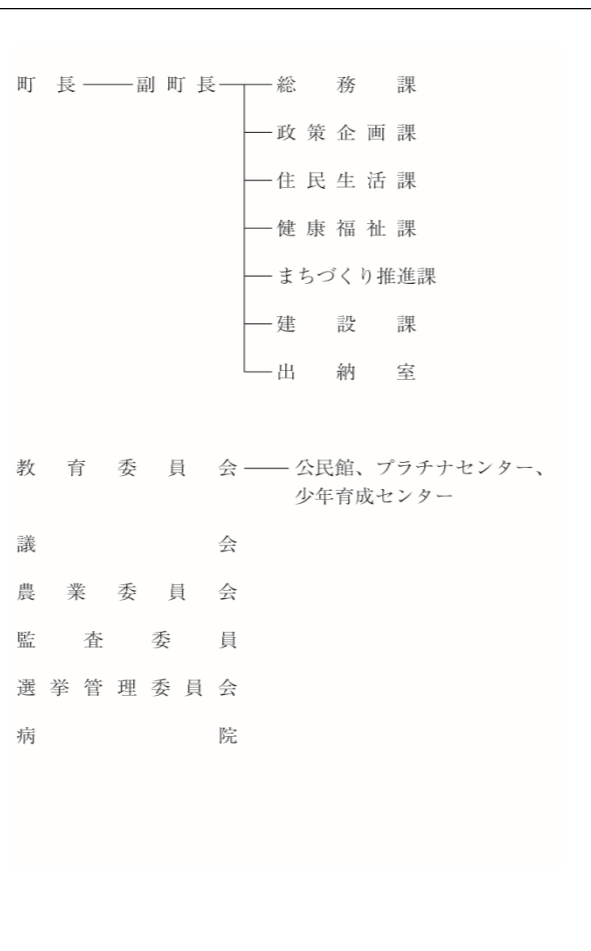 町長 副町長 総務課
政策企画課
住民生活課
健康福祉課
まちづくり推進課
建設課
出納室
教育委員会 公民館、プラチナセンター、
少年育成センター
議会
農業委員会
監査委員
選挙管理委員会
病院